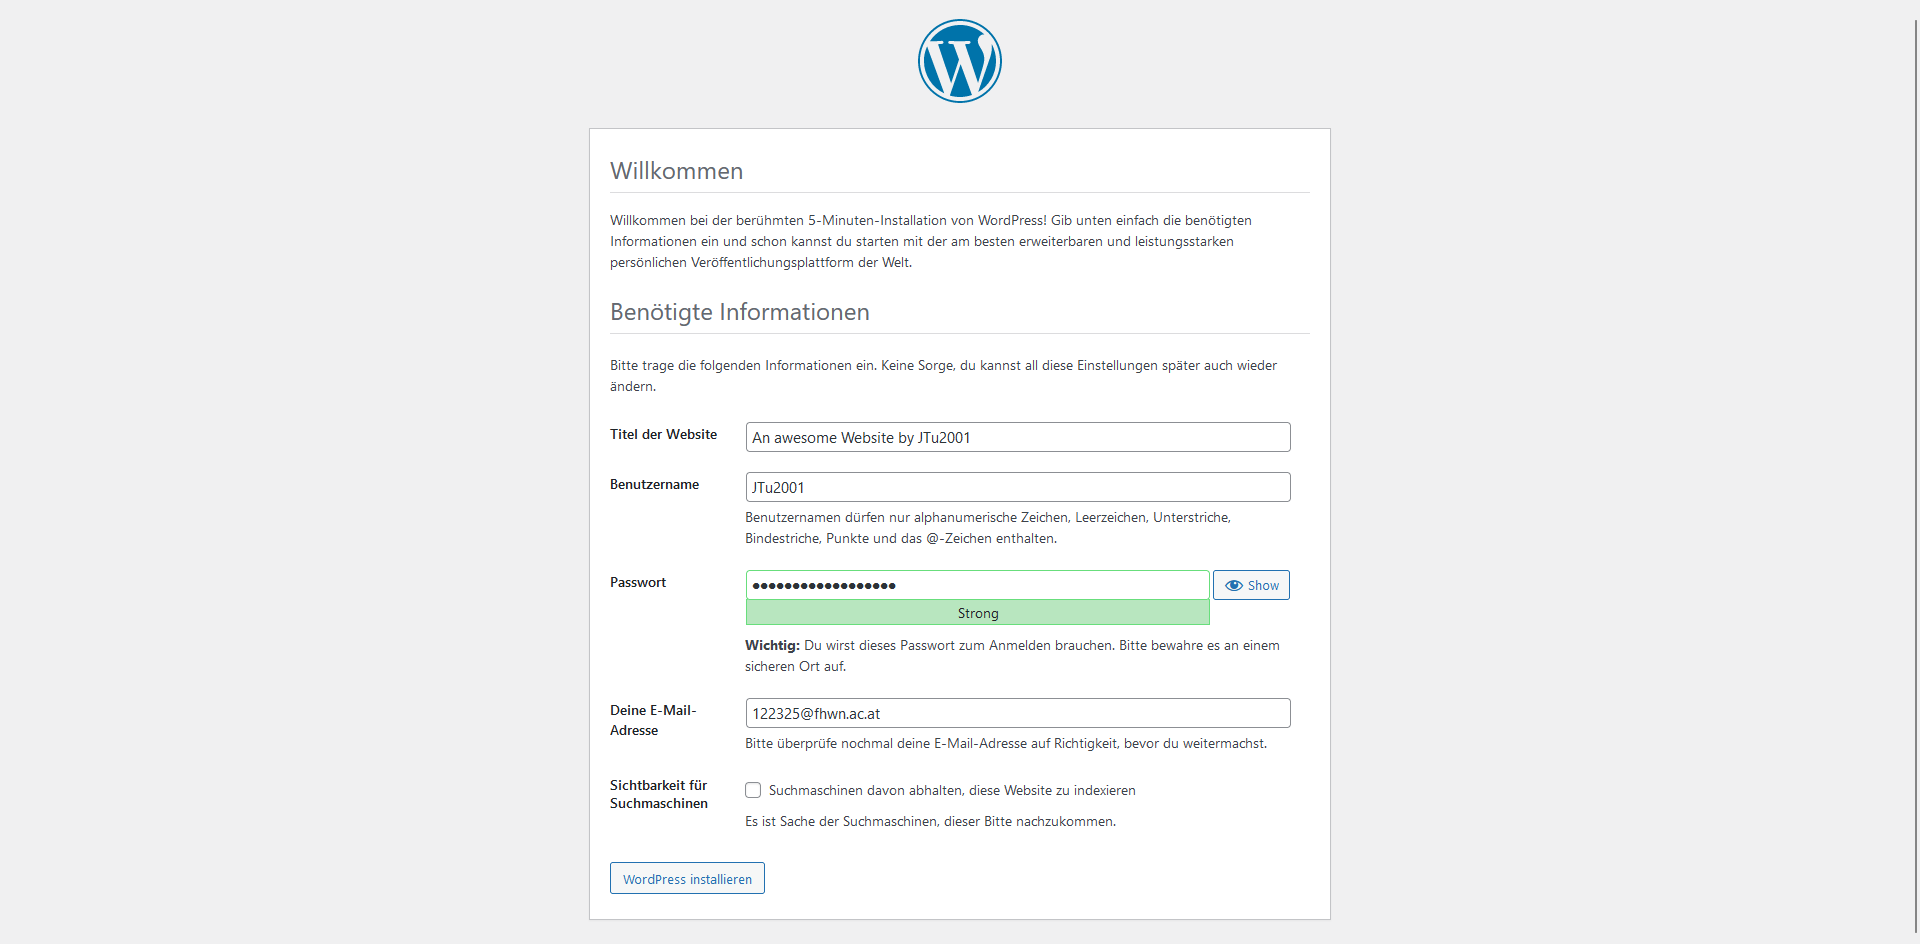 Willkommen
Willkommen bei der berühmten 5-Minuten-Installation von WordPress! Gib unten einfach die benötigten
Informationen ein und schon kannst du starten mit der am besten erweiterbaren und leistungsstarken
persönlichen Veröffentlichungsplattform der Welt.
Benötigte Informationen
Bitte trage die folgenden Informationen ein. Keine Sorge, du kannst all diese Einstellungen später auch wieder
ändern.
Titel der Website
An awesome Website by JTu2001
Benutzername
JTu2001
Benutzernamen dürfen nur alphanumerische Zeichen, Leerzeichen, Unterstriche,
Bindestriche, Punkte und das @-Zeichen enthalten.
Passwort
••••••••••••••••••
Show
Strong
Wichtig: Du wirst dieses Passwort zum Anmelden brauchen. Bitte bewahre es an einem
sicheren Ort auf.
Deine E-Mail-
Adresse
122325@fhwn.ac.at
Bitte überprüfe nochmal deine E-Mail-Adresse auf Richtigkeit, bevor du weitermachst.
Sichtbarkeit für
Suchmaschinen
Suchmaschinen davon abhalten, diese Website zu indexieren
Es ist Sache der Suchmaschinen, dieser Bitte nachzukommen.
WordPress installieren